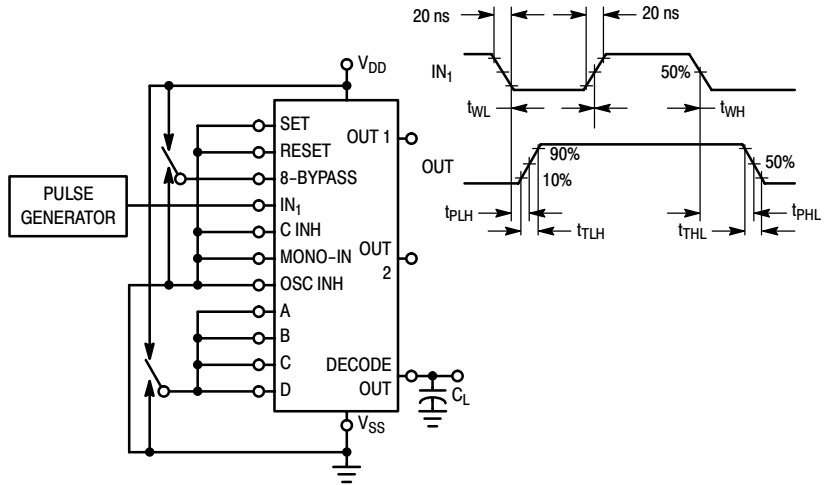 20 ns
20 ns
IN1
50%
tWL
tWH
OUT
90%
10%
50%
tPLH
tTLH
tTHL
tPHL
VDD
PULSE
GENERATOR
SET
RESET
8−BYPASS
IN1
C INH
MONO−IN
OSC INH
A
B
C
D
OUT 1
OUT
2
DECODE
OUT
CL
VSS